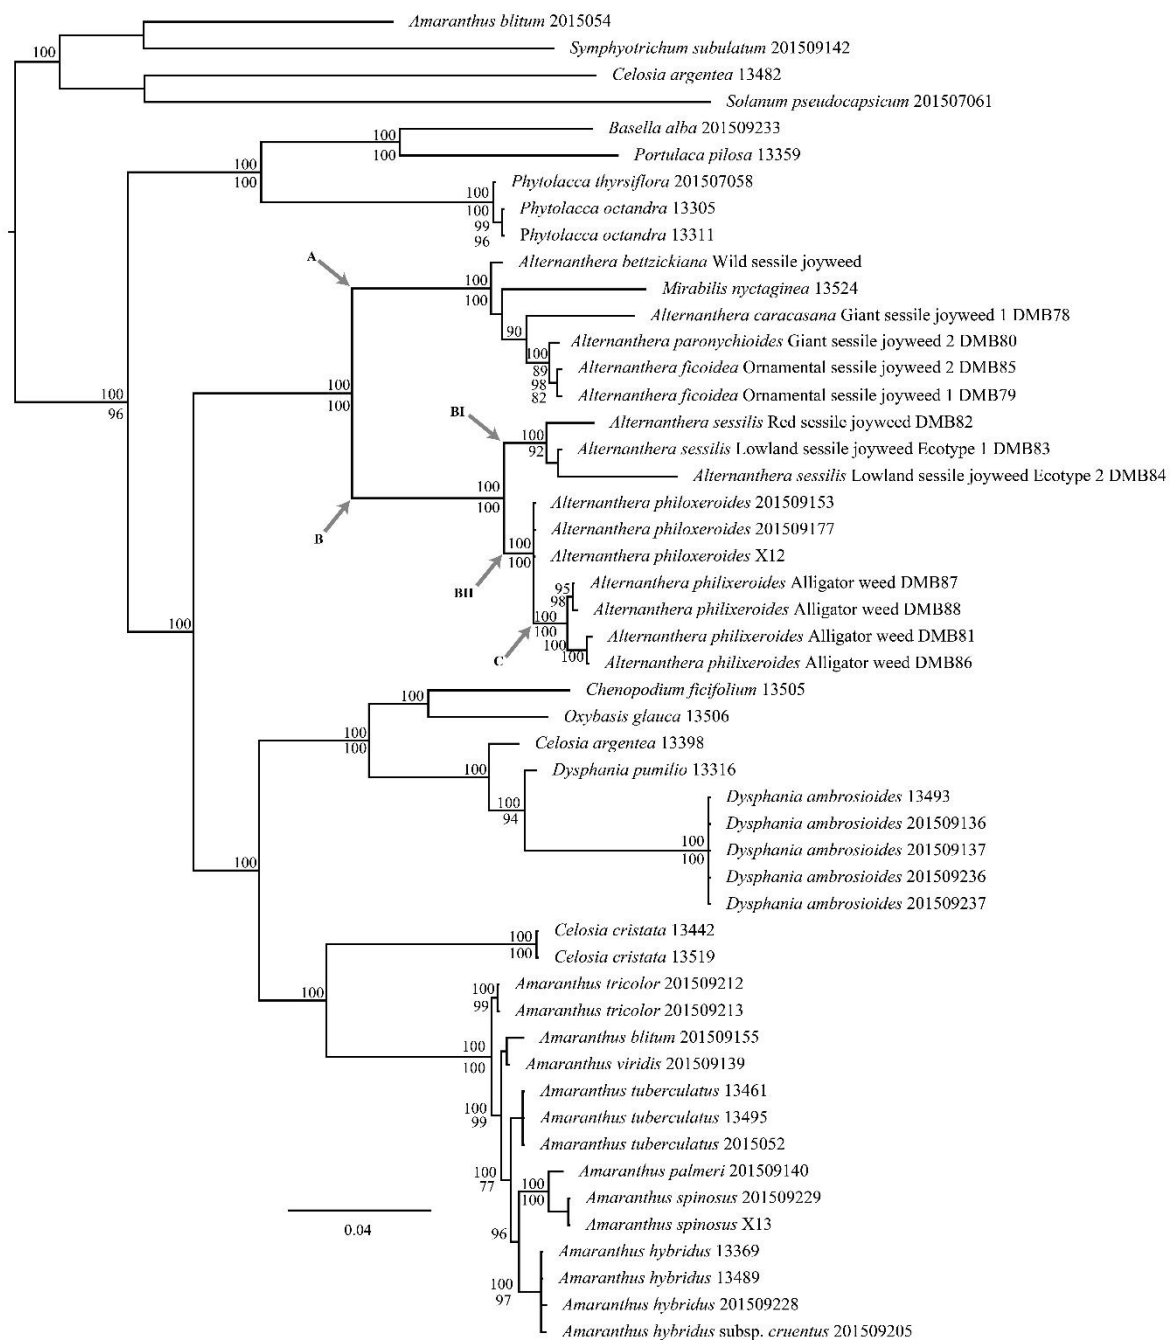 Amaranthus blitum 2015054
100
Symphyotrichum subulatum 201509142
Celosia argentea 13482
Solanum pseudocapsicum 201507061
Basella alba 201509233
100
100
Portulaca pilosa 13359
100
100
Phytolacca thyrsiflora 201507058
100
100
Phytolacca octandra 13305
99
96
Phytolacca octandra 13311
A
Alternanthera bettzickiana Wild sessile joyweed
100
100
Mirabilis nyctaginea 13524
Alternanthera caracasana Giant sessile joyweed 1 DMB78
90
Alternanthera paronychioides Giant sessile joyweed 2 DMB80
100
89
Alternanthera ficoidea Ornamental sessile joyweed 2 DMB85
98
82
Alternanthera ficoidea Ornamental sessile joyweed 1 DMB79
100
96
100
100
BI
Alternanthera sessilis Red sessile joyweed DMB82
100
92
Alternanthera sessilis Lowland sessile joyweed Ecotype 1 DMB83
Alternanthera sessilis Lowland sessile joyweed Ecotype 2 DMB84
100
100
B
Alternanthera philoxeroides 201509153
Alternanthera philoxeroides 201509177
100
100
Alternanthera philoxeroides X12
BII
Alternanthera philixeroides Alligator weed DMB87
95
98
Alternanthera philixeroides Alligator weed DMB88
100
100
100
Alternanthera philixeroides Alligator weed DMB81
100
100
C
Alternanthera philixeroides Alligator weed DMB86
Chenopodium ficifolium 13505
100
Oxybasis glauca 13506
100
100
Celosia argentea 13398
100
Dysphania pumilio 13316
100
94
Dysphania ambrosioides 13493
Dysphania ambrosioides 201509136
100
100
Dysphania ambrosioides 201509137
Dysphania ambrosioides 201509236
Dysphania ambrosioides 201509237
100
Celosia cristata 13442
100
100
Celosia cristata 13519
100
Amaranthus tricolor 201509212
100
99
Amaranthus tricolor 201509213
Amaranthus blitum 201509155
100
100
Amaranthus viridis 201509139
Amaranthus tuberculatus 13461
100
99
Amaranthus tuberculatus 13495
Amaranthus tuberculatus 2015052
100
77
Amaranthus palmeri 201509140
100
100
Amaranthus spinosus 201509229
Amaranthus spinosus X13
96
0.04
Amaranthus hybridus 13369
Amaranthus hybridus 13489
100
97
Amaranthus hybridus 201509228
Amaranthus hybridus subsp. cruentus 201509205